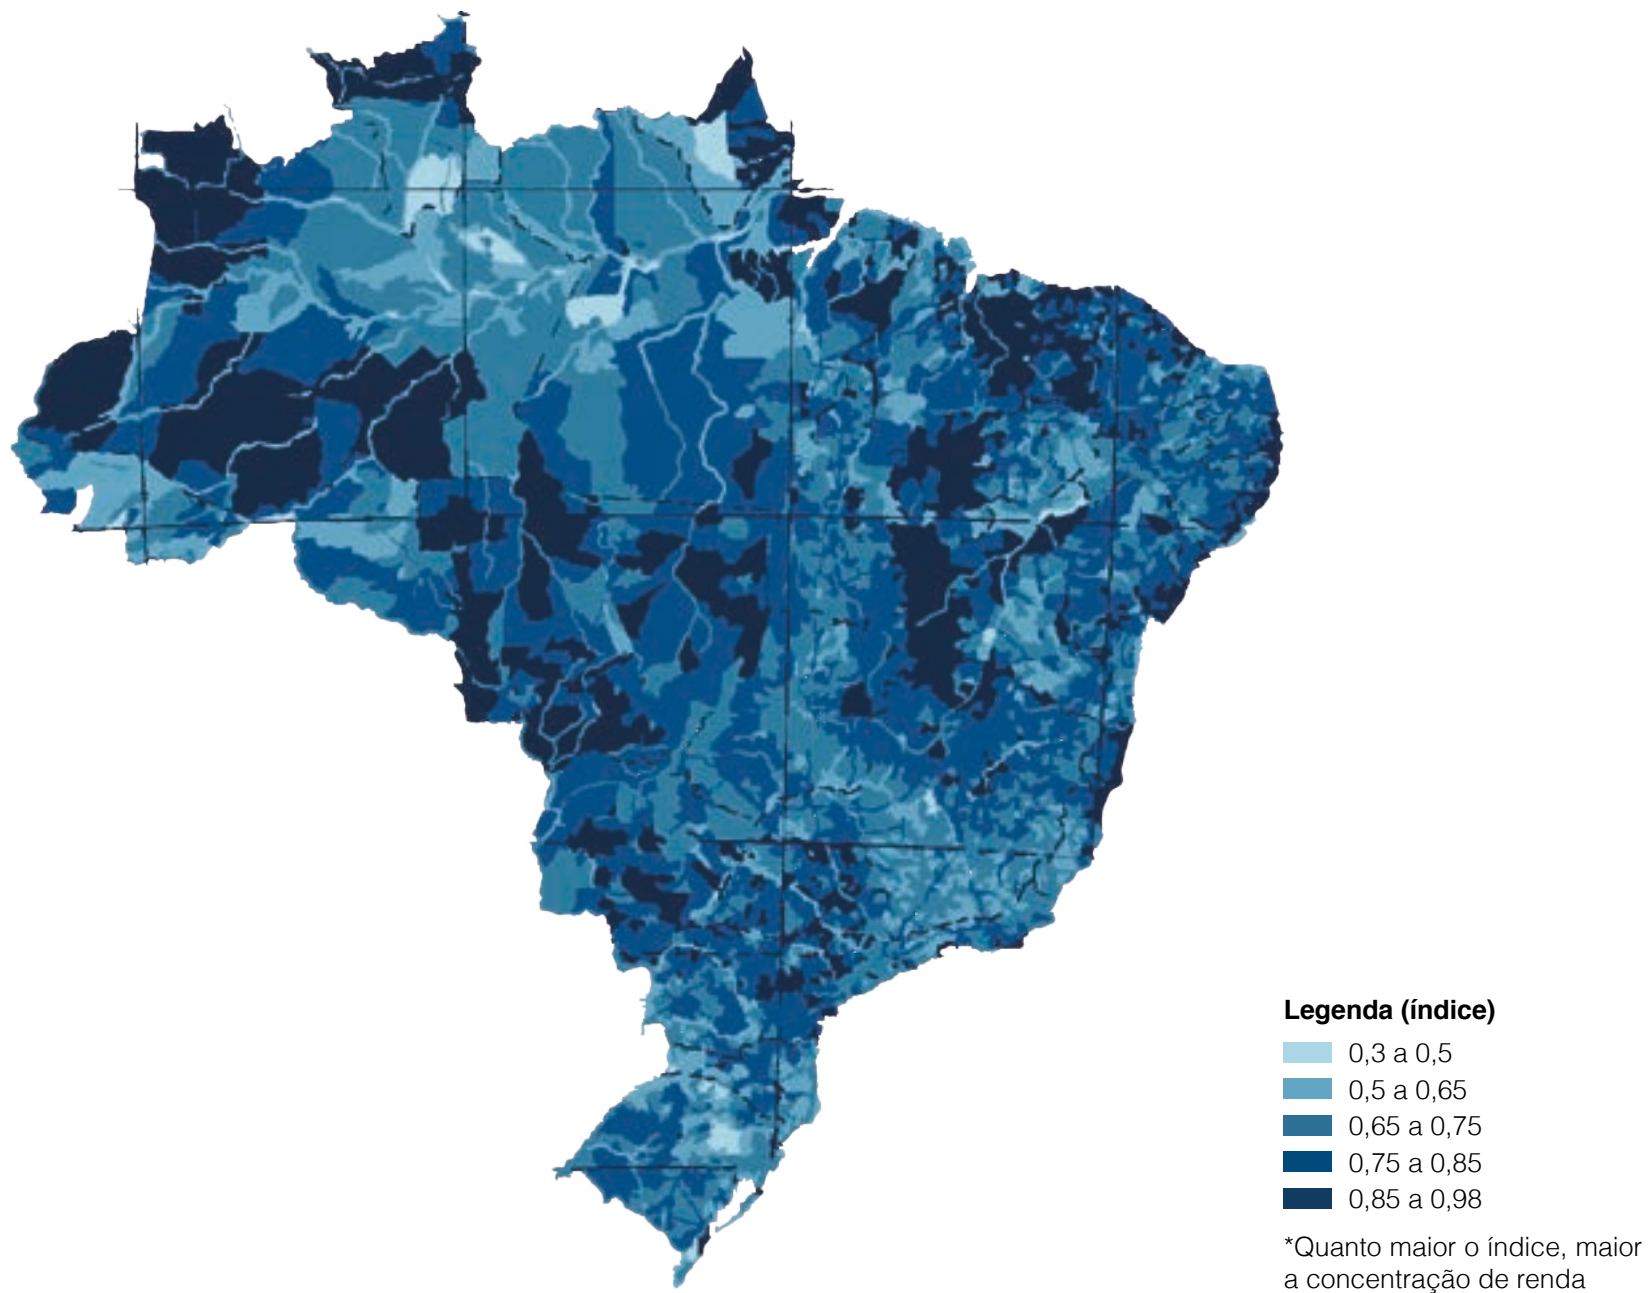 Legenda (índice)
0,3 a 0,5
0,5 a 0,65
0,65 a 0,75
0,75 a 0,85
0,85 a 0,98
*Quanto maior o índice, maior
a concentração de renda